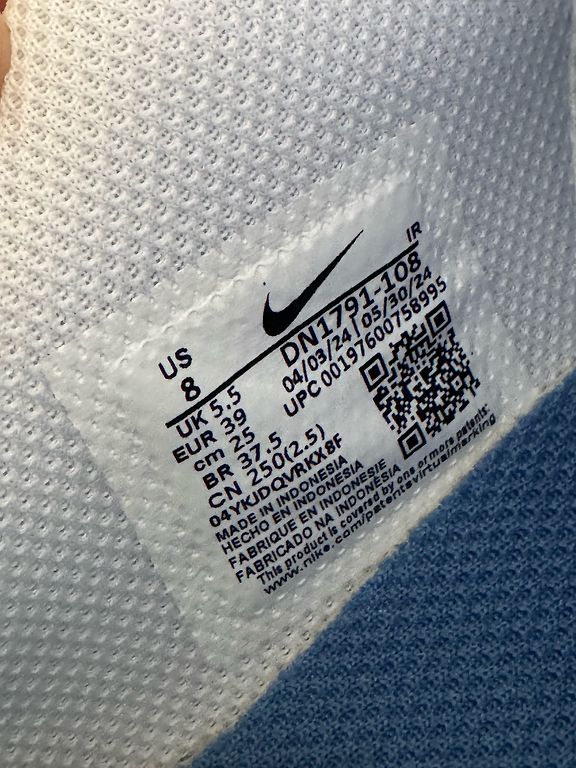 IR
US
8
DN1791-108
04/03/24 | 05/30/24
UPC 00197600758995
UK 5.5
EUR 39
cm 25
BR 37.5
CN 250(2.5)
04YKJDQVRKX8F
MADE IN INDONESIA
HECHO EN INDONESIA
FABRIQUE EN INDONESIE
FABRICADO NA INDONÉSIA
This product is covered by one or more patents:
www.nike.com/patentsvirtualmarking